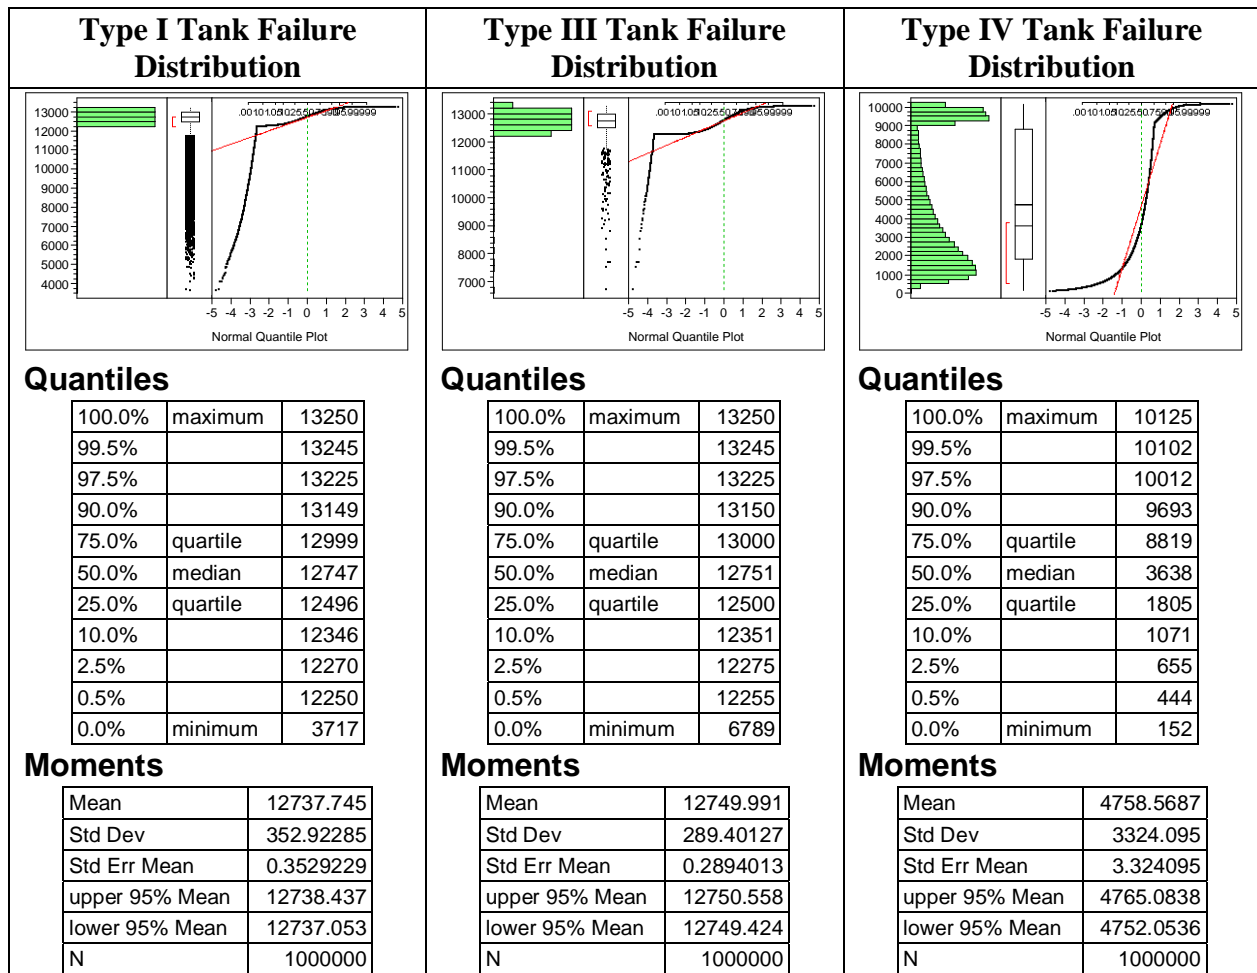 Type I Tank Failure
Distribution
Type III Tank Failure
Distribution
Type IV Tank Failure
Distribution
13000
12000
11000
10000
9000
8000
7000
6000
5000
4000
-5 -4 -3 -2 -1 0 1 2 3 4 5
Normal Quantile Plot
13000
12000
11000
10000
9000
8000
7000
-5 -4 -3 -2 -1 0 1 2 3 4 5
Normal Quantile Plot
10000
9000
8000
7000
6000
5000
4000
3000
2000
1000
0
-5 -4 -3 -2 -1 0 1 2 3 4 5
Normal Quantile Plot
Quantiles
100.0% maximum 13250
99.5% 13245
97.5% 13225
90.0% 13149
75.0% quartile 12999
50.0% median 12747
25.0% quartile 12496
10.0% 12346
2.5% 12270
0.5% 12250
0.0% minimum 3717
Moments
Mean 12737.745
Std Dev 352.92285
Std Err Mean 0.3529229
upper 95% Mean 12738.437
lower 95% Mean 12737.053
N 1000000
Quantiles
100.0% maximum 13250
99.5% 13245
97.5% 13225
90.0% 13150
75.0% quartile 13000
50.0% median 12751
25.0% quartile 12500
10.0% 12351
2.5% 12275
0.5% 12255
0.0% minimum 6789
Moments
Mean 12749.991
Std Dev 289.40127
Std Err Mean 0.2894013
upper 95% Mean 12750.558
lower 95% Mean 12749.424
N 1000000
Quantiles
100.0% maximum 10125
99.5% 10102
97.5% 10012
90.0% 9693
75.0% quartile 8819
50.0% median 3638
25.0% quartile 1805
10.0% 1071
2.5% 655
0.5% 444
0.0% minimum 152
Moments
Mean 4758.5687
Std Dev 3324.095
Std Err Mean 3.324095
upper 95% Mean 4765.0838
lower 95% Mean 4752.0536
N 1000000